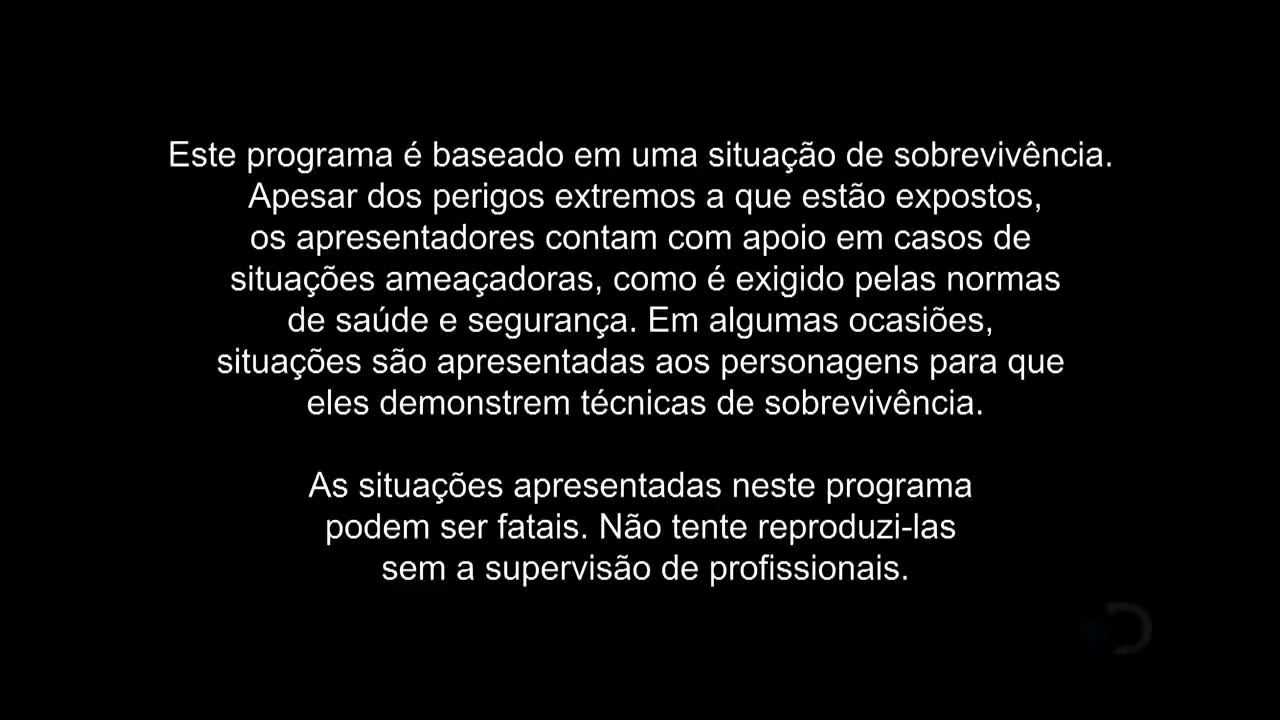 Este programa é baseado em uma situação de sobrevivência.
Apesar dos perigos extremos a que estão expostos,
os apresentadores contam com apoio em casos de
situações ameaçadoras, como é exigido pelas normas
de saúde e segurança. Em algumas ocasiões,
situações são apresentadas aos personagens para que
eles demonstrem técnicas de sobrevivência.
As situações apresentadas neste programa
podem ser fatais. Não tente reproduzi-las
sem a supervisão de profissionais.